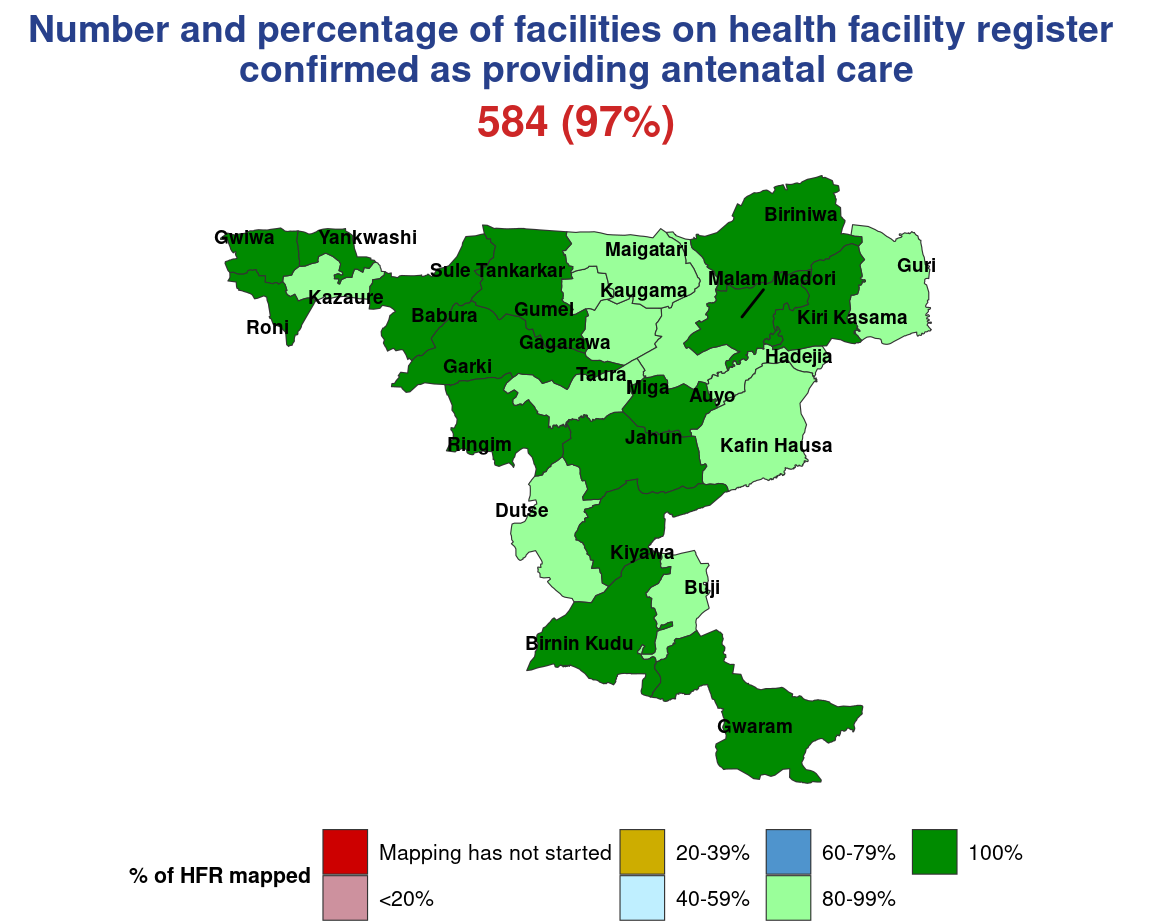 Number and percentage of facilities on health facility register
confirmed as providing antenatal care
584 (97%)
Biriniwa
Gwiwa
Yankwashi
Maigatari
Guri
Sule Tankarkar
Malam Madori
Kazaure
Kaugama
Gumel
Babura
Kiri Kasama
Roni
Gagarawa
Hadejia
Garki
Taura
Miga
Auyo
Jahun
Ringim
Kafin Hausa
Dutse
Kiyawa
Buji
Birnin Kudu
Gwaram
% of HFR mapped
Mapping has not started
<20%
20-39%
40-59%
60-79%
80-99%
100%